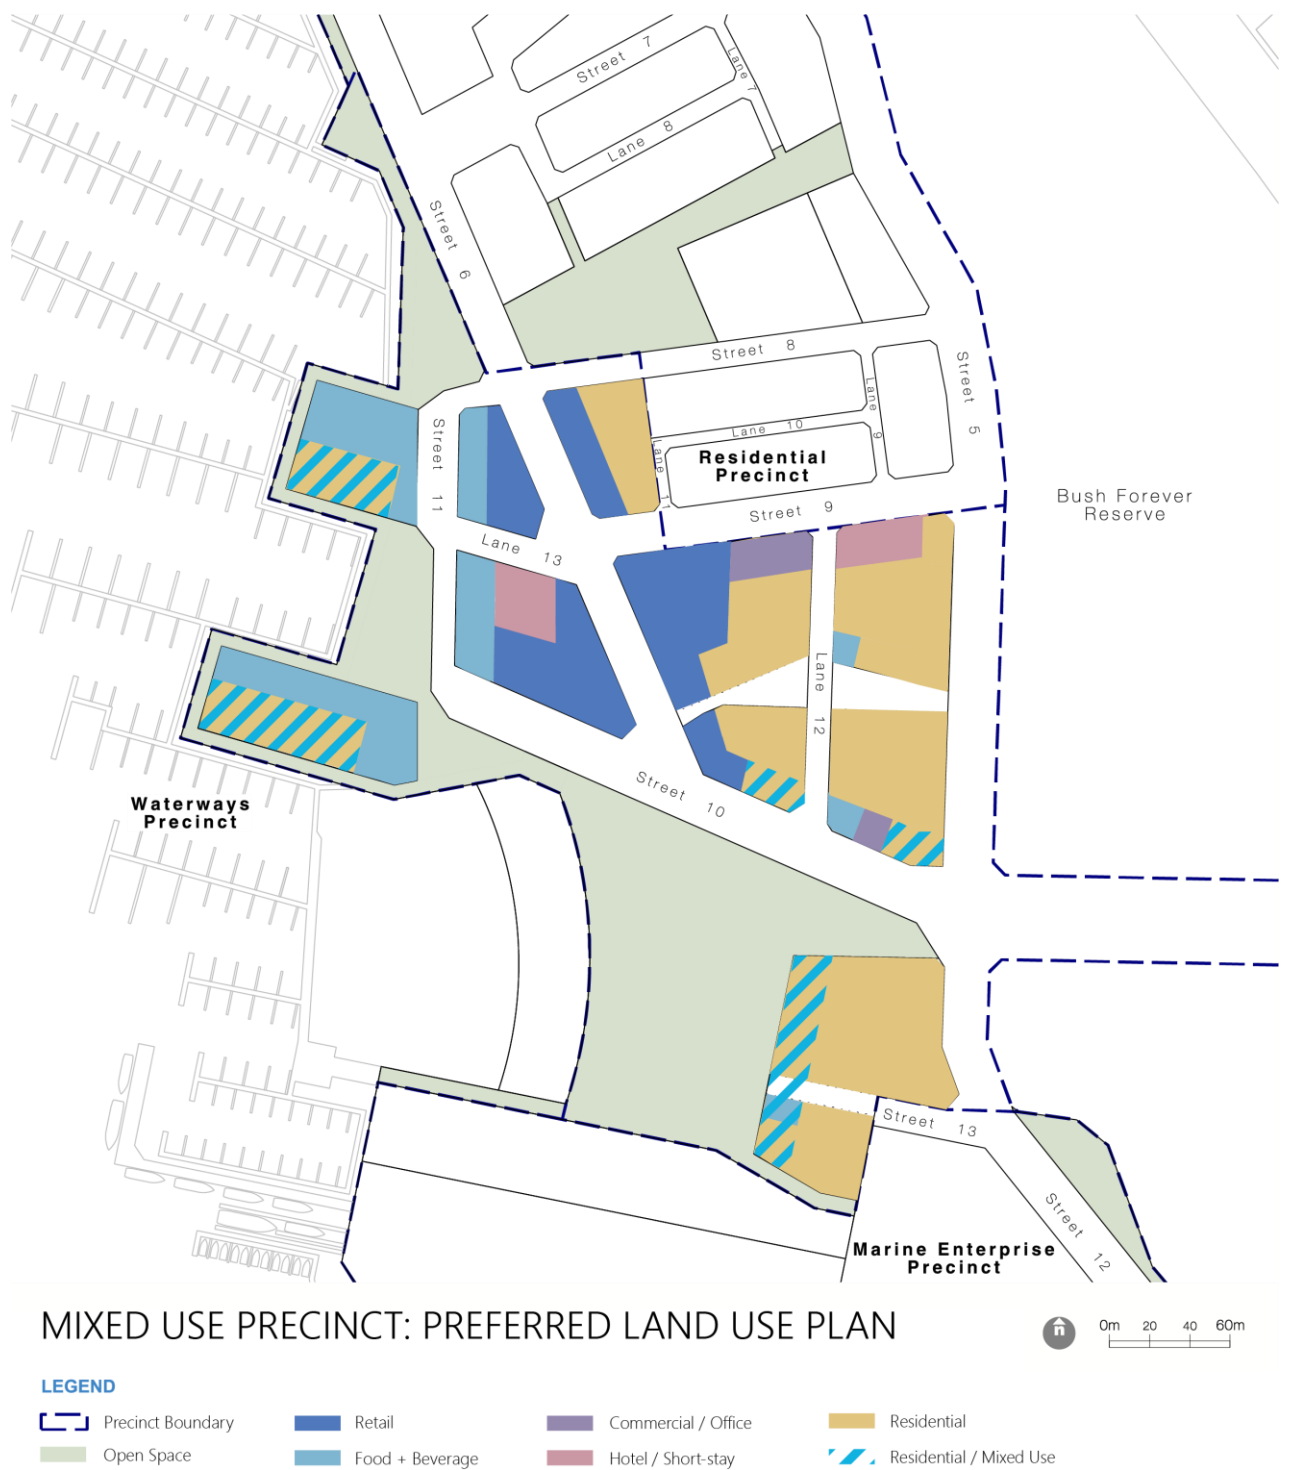 Street 7
Lane 7
Lane 8
Street 6
Street 8
Street 5
Lane 9
Lane 10
Street 11
Lane 11
Residential
Precinct
Bush Forever
Reserve
Street 9
Lane 13
Lane 12
Street 10
Waterways
Precinct
Street 13
Street 12
Marine Enterprise
Precinct
MIXED USE PRECINCT: PREFERRED LAND USE PLAN
n
0m 20 40 60m
LEGEND
Precinct Boundary
Retail
Commercial / Office
Residential
Open Space
Food + Beverage
Hotel / Short-stay
Residential / Mixed Use